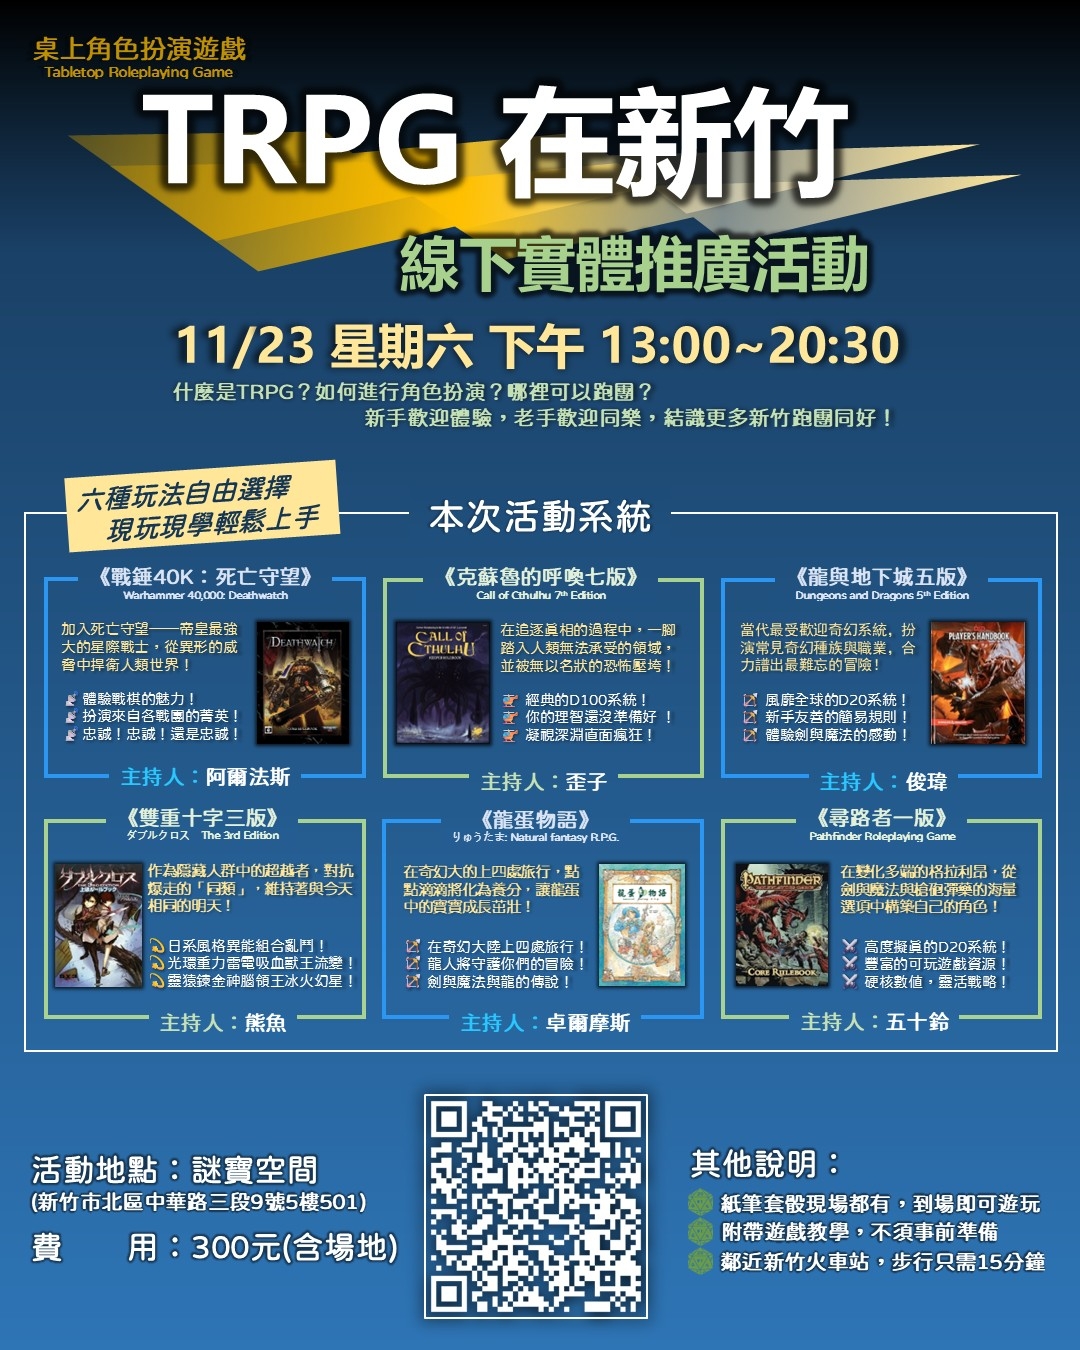 桌上角色扮演遊戲
Tabletop Roleplaying Game
TRPG 在新竹
線下實體推廣活動
11/23 星期六 下午 13:00~20:30
什麼是TRPG？如何進行角色扮演？哪裡可以跑團？
新手歡迎體驗，老手歡迎同樂，結識更多新竹跑團同好！
六種玩法自由選擇
現玩現學輕鬆上手
本次活動系統
《戰錘40K：死亡守望》
Warhammer 40,000: Deathwatch
加入死亡守望——帝皇最強
大的星際戰士，從異形的威
脅中捍衛人類世界！
DEATHWATCH
體驗戰棋的魅力！
扮演來自各戰團的菁英！
忠誠！忠誠！還是忠誠！
主持人：阿爾法斯
《克蘇魯的呼喚七版》
Call of Cthulhu 7th Edition
CALL of
CTHULHU
在追逐真相的過程中，一腳
踏入人類無法承受的領域，
並被無以名狀的恐怖壓垮！
經典的D100系統！
你的理智還沒準備好 ！
凝視深淵直面瘋狂！
主持人：歪子
《龍與地下城五版》
Dungeons and Dragons 5th Edition
當代最受歡迎奇幻系統，扮
演常見奇幻種族與職業，合
力譜出最難忘的冒險！
PLAYER'S HANDBOOK
風靡全球的D20系統！
新手友善的簡易規則！
體驗劍與魔法的感動！
主持人：俊瑋
《雙重十字三版》
ダブルクロス The 3rd Edition
ダブルクロス
作為隱藏人群中的超越者，對抗
爆走的「同類」，維持著與今天
相同的明天！
日系風格異能組合亂鬥！
光環重力雷電吸血獸王流變！
靈猿鍊金神腦領王冰火幻星！
主持人：熊魚
《龍蛋物語》
りゅうたま: Natural fantasy R.P.G.
在奇幻大的上四處旅行，點
點滴滴將化為養分，讓龍蛋
中的寶寶成長茁壯！
龍蛋物語
在奇幻大陸上四處旅行！
龍人將守護你們的冒險！
劍與魔法與龍的傳說！
主持人：卓爾摩斯
《尋路者一版》
Pathfinder Roleplaying Game
PATHFINDER
CORE RULEBOOK
在變化多端的格拉利昂，從
劍與魔法與槍砲彈藥的海量
選項中構築自己的角色！
高度擬真的D20系統！
豐富的可玩遊戲資源！
硬核數值，靈活戰略！
主持人：五十鈴
活動地點：謎寶空間
(新竹市北區中華路三段9號5樓501)
費 用：300元(含場地)
其他說明：
紙筆套骰現場都有，到場即可遊玩
附帶遊戲教學，不須事前準備
鄰近新竹火車站，步行只需15分鐘